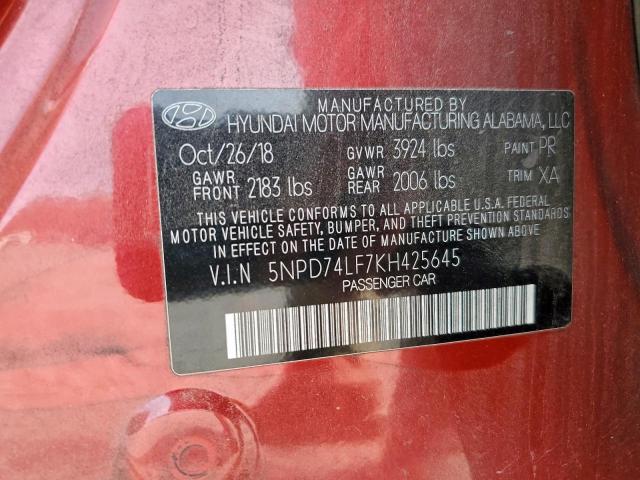 MANUFACTURED BY
HYUNDAI MOTOR MANUFACTURING ALABAMA, LLC
Oct/26/18 GVWR 3924 lbs PAINT PR
GAWR FRONT 2183 lbs GAWR REAR 2006 lbs TRIM XA
THIS VEHICLE CONFORMS TO ALL APPLICABLE U.S.A. FEDERAL
MOTOR VEHICLE SAFETY, BUMPER, AND THEFT PREVENTION STANDARDS
IN EFFECT ON THE DATE OF MANUFACTURE SHOWN ABOVE.
V.I.N 5NPD74LF7KH425645
PASSENGER CAR